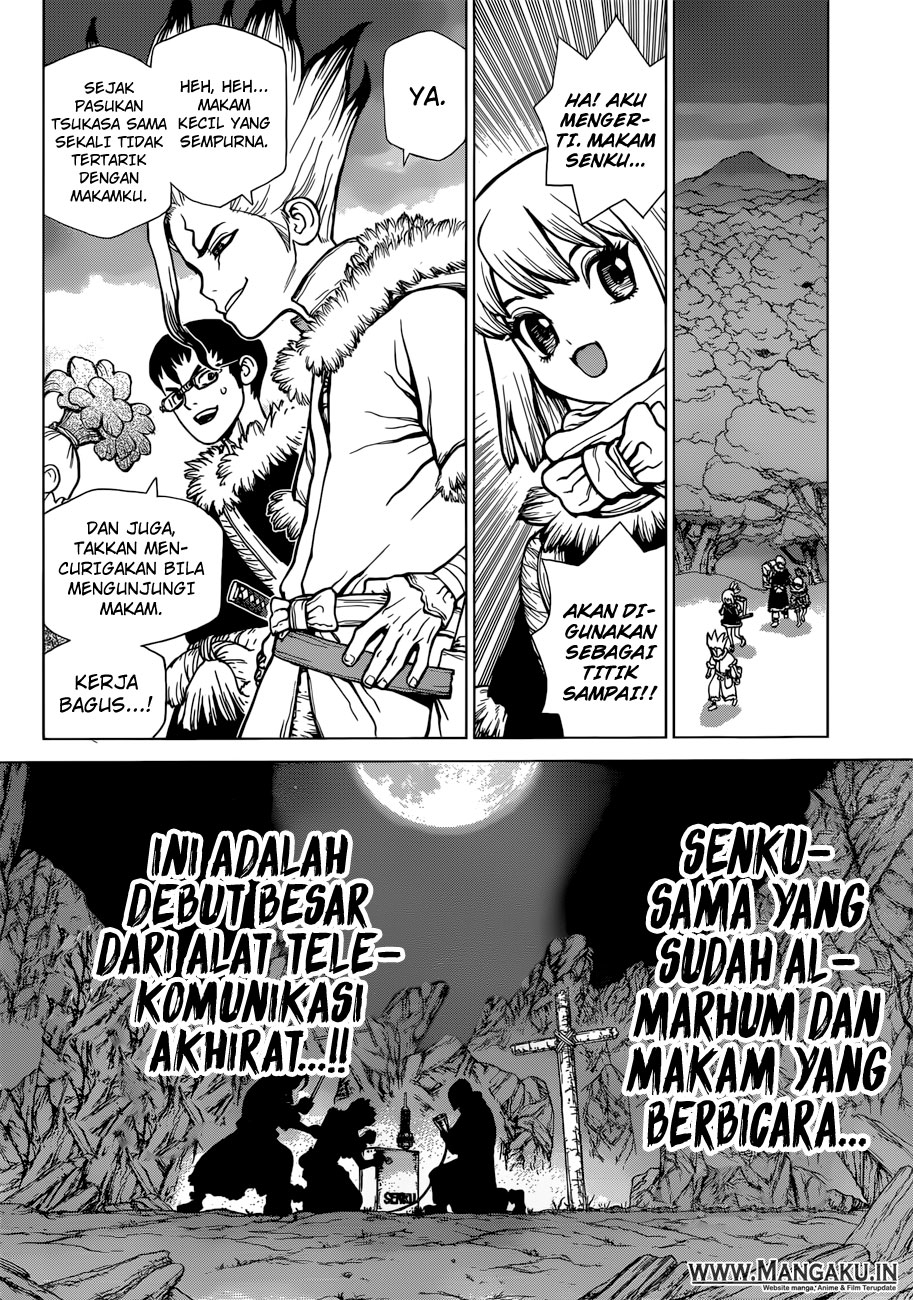 HA! AKU
MENGER-
TI. MAKAM
SENKU...
AKAN DI-
GUNAKAN
SEBAGAI
TITIK
SAMPAI!!
YA.
HEH, HEH...
MAKAM
KECIL YANG
SEMPURNA.
SEJAK
PASUKAN
TSUKASA SAMA
SEKALI TIDAK
TERTARIK
DENGAN
MAKAMKU.
DAN JUGA,
TAKKAN MEN-
CURIGAKAN BILA
MENGUNJUNGI
MAKAM.
KERJA
BAGUS...!
SENKU-
SAMA YANG
SUDAH AL-
MARHUM DAN
MAKAM YANG
BERBICARA...
INI ADALAH
DEBUT BESAR
DARI ALAT TELE-
KOMUNIKASI
AKHIRAT...!!
SENKU
WWW.MANGAKU.IN
Website manga, Anime & Film Terupdate